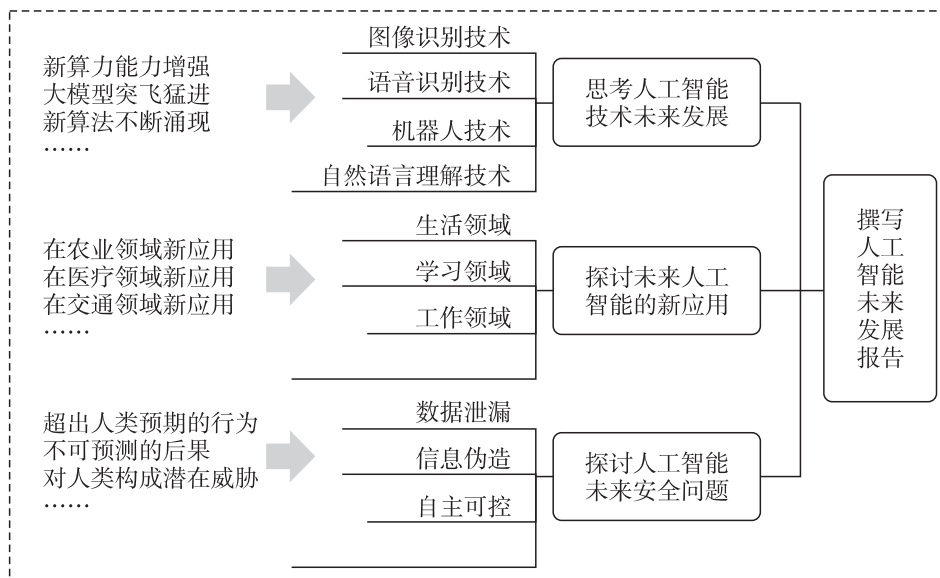 新算力能力增强
大模型突飞猛进
新算法不断涌现
……
图像识别技术
语音识别技术
机器人技术
自然语言理解技术
思考人工智能
技术未来发展
在农业领域新应用
在医疗领域新应用
在交通领域新应用
……
生活领域
学习领域
工作领域
探讨未来人工
智能的新应用
超出人类预期的行为
不可预测的后果
对人类构成潜在威胁
……
数据泄漏
信息伪造
自主可控
探讨人工智能
未来安全问题
撰写
人工
智能
未来
发展
报告